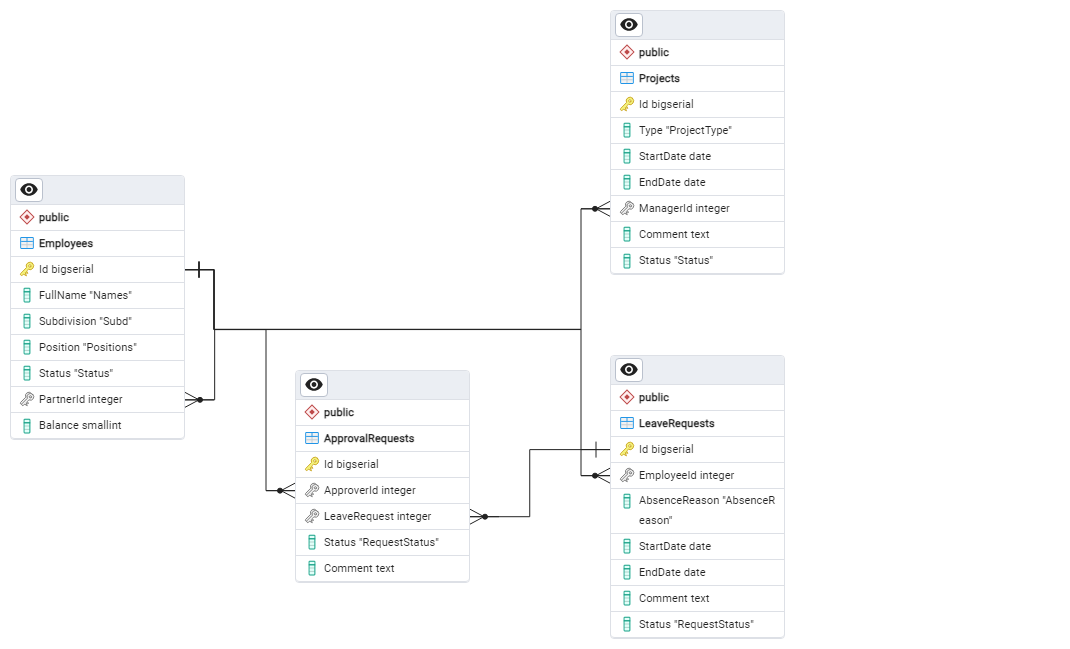 public
Employees
Id bigserial
FullName "Names"
Subdivision "Subd"
Position "Positions"
Status "Status"
PartnerId integer
Balance smallint
public
ApprovalRequests
Id bigserial
ApproverId integer
LeaveRequest integer
Status "RequestStatus"
Comment text
public
Projects
Id bigserial
Type "ProjectType"
StartDate date
EndDate date
ManagerId integer
Comment text
Status "Status"
public
LeaveRequests
Id bigserial
EmployeeId integer
AbsenceReason "AbsenceR
eason"
StartDate date
EndDate date
Comment text
Status "RequestStatus"